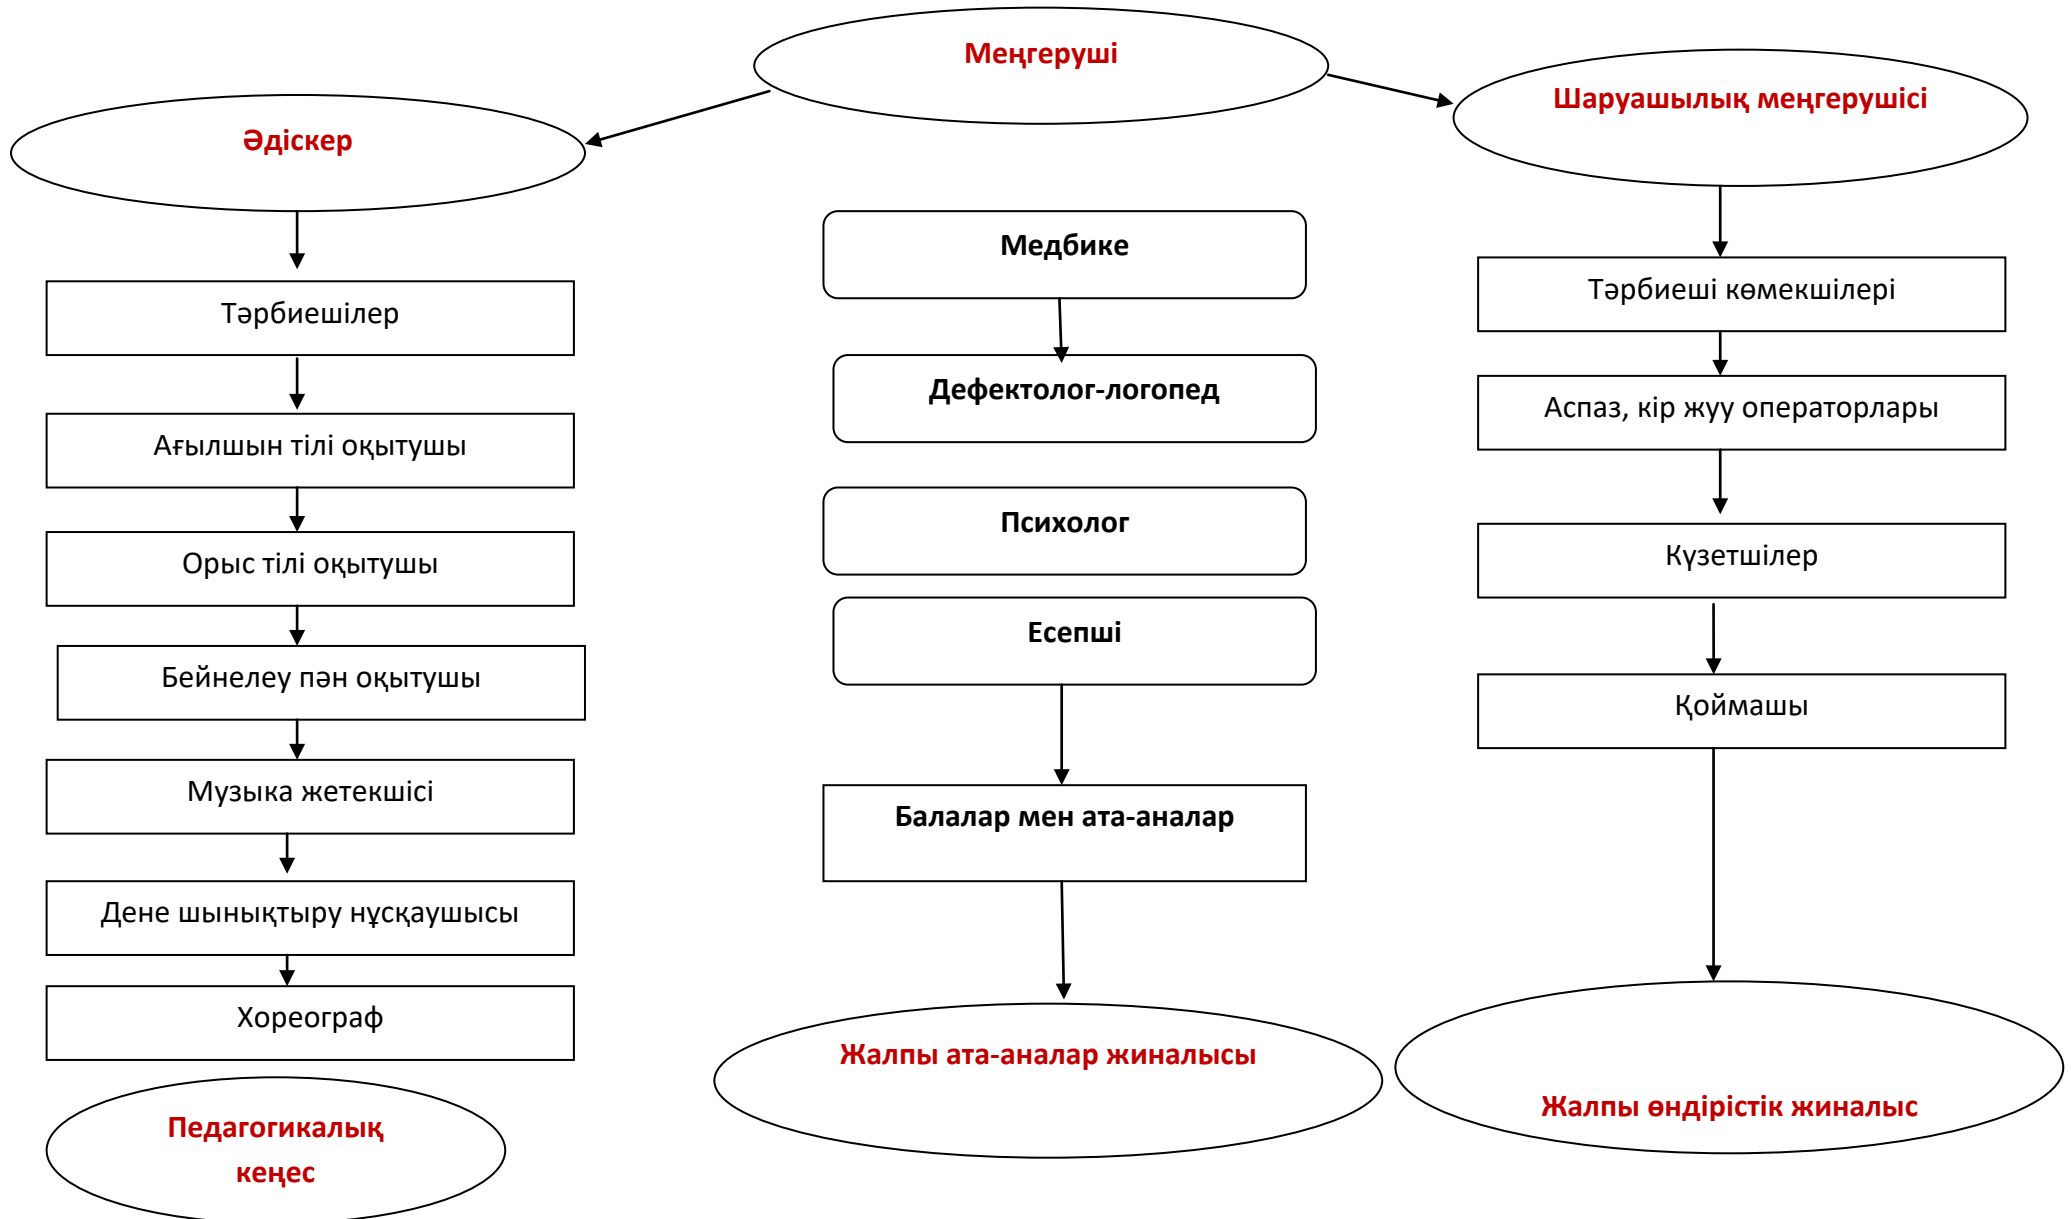 Меңгеруші
Әдіскер
Шаруашылық меңгерушісі
Тәрбиешілер
Ағылшын тілі оқытушы
Орыс тілі оқытушы
Бейнелеу пән оқытушы
Музыка жетекшісі
Дене шынықтыру нұсқаушысы
Хореограф
Педагогикалық
кеңес
Медбике
Дефектолог-логопед
Психолог
Есепші
Балалар мен ата-аналар
Жалпы ата-аналар жиналысы
Тәрбиеші көмекшілері
Аспаз, кір жуу операторлары
Күзетшілер
Қоймашы
Жалпы өндірістік жиналыс